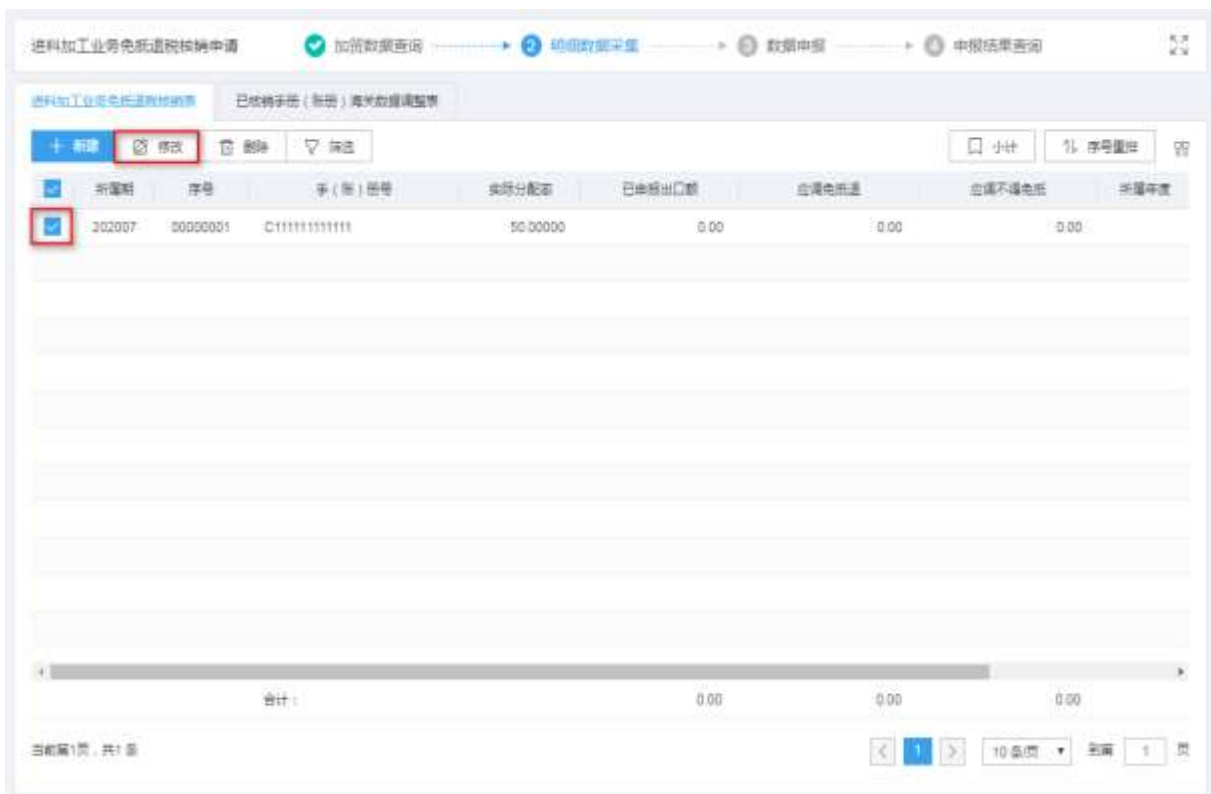 进料加工业务免抵退税核销申请 加贸数据查询 2 明细数据采集 3 数据申报 4 申报结果查询
进料加工业务免抵退税核销表 已核销手册（账册）海关数据调整表
新建 修改 删除 筛选 小计 序号重排
所属期 序号 手（账）册号 实际分配率 已申报出口额 应调免抵退 应调不得免抵 所属年度
202007 00000001 C11111111111 50.00000 0.00 0.00 0.00
合计： 0.00 0.00 0.00
当前第1页，共1条 1 10条/页 到第 1 页